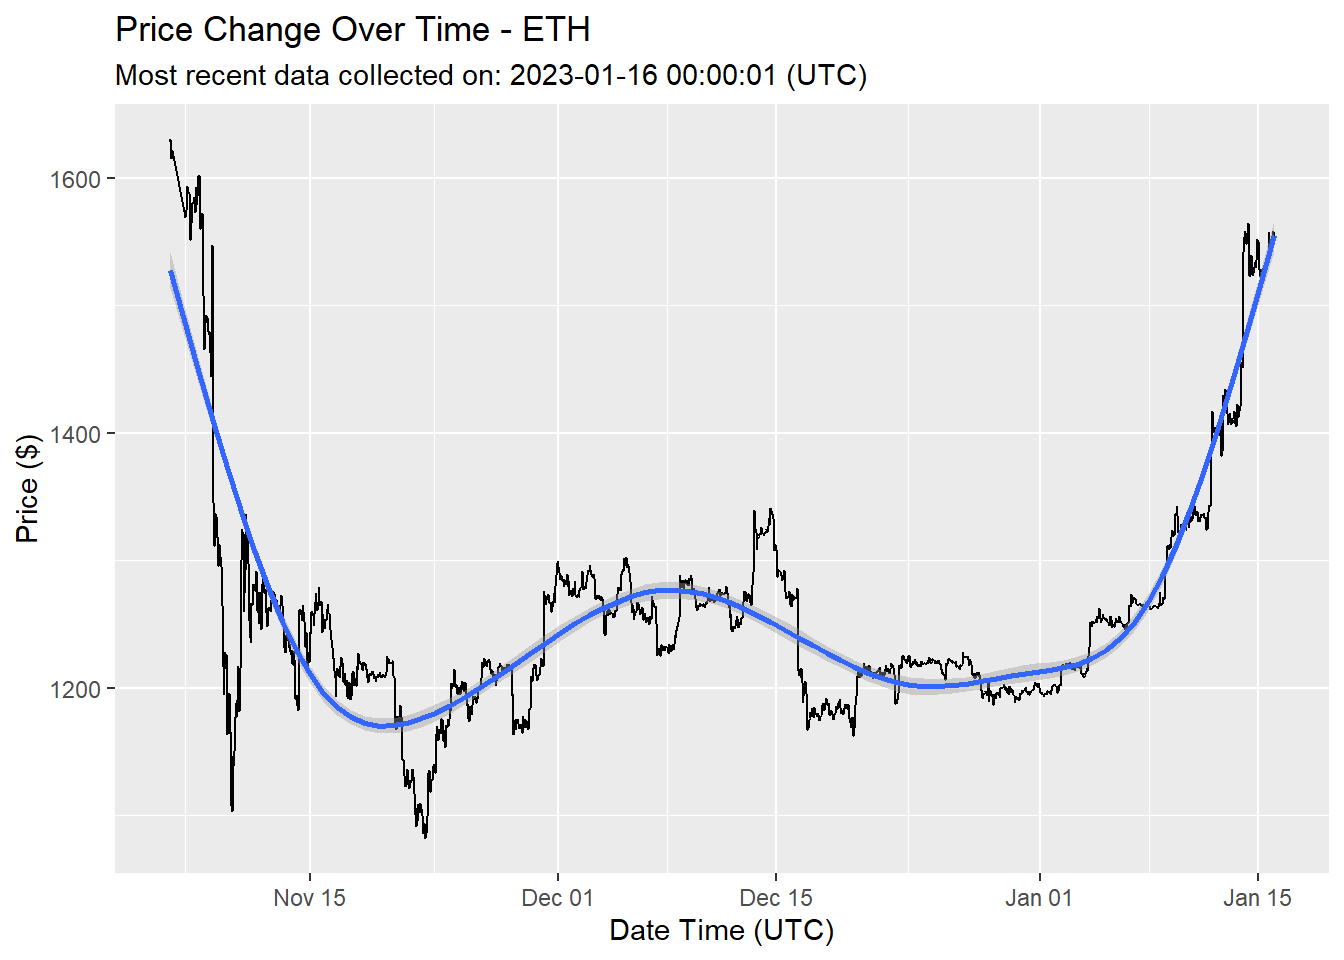 Price Change Over Time - ETH
Most recent data collected on: 2023-01-16 00:00:01 (UTC)
1600
1400
1200
Price ($)
Nov 15
Dec 01
Dec 15
Jan 01
Jan 15
Date Time (UTC)